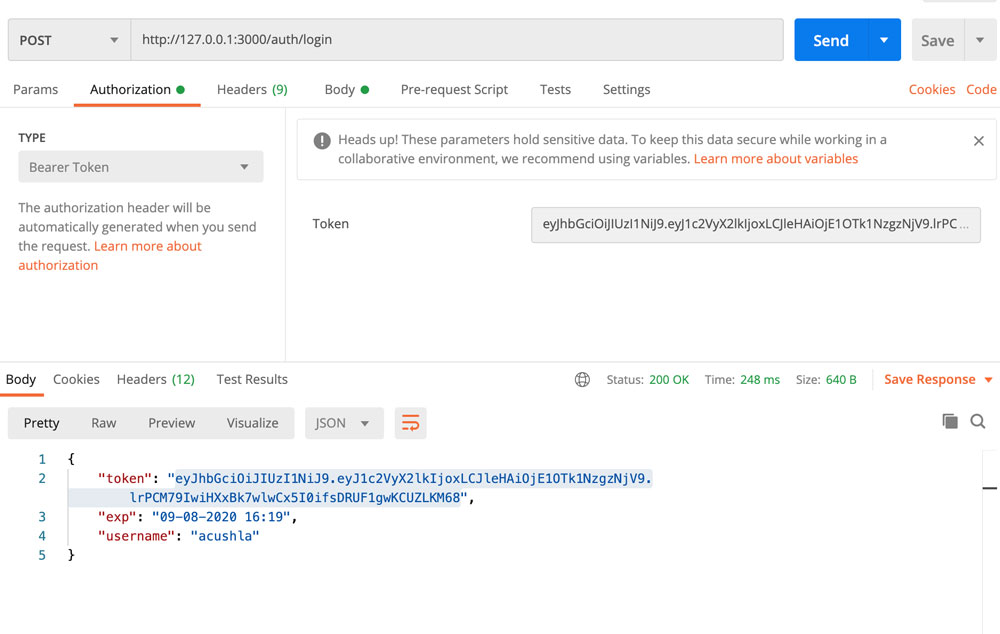 POST
http://127.0.0.1:3000/auth/login
Send
Save
Params
Authorization
Headers (9)
Body
Pre-request Script
Tests
Settings
Cookies
Code
TYPE
Bearer Token
The authorization header will be
automatically generated when you send
the request. Learn more about
authorization
Heads up! These parameters hold sensitive data. To keep this data secure while working in a
collaborative environment, we recommend using variables. Learn more about variables
Token
eyJhbGciOiJIUzI1NiJ9.eyJ1c2VyX2lkIjoxLCJleHAiOjE1OTk1NzgzNjV9.lrPC...
Body
Cookies
Headers (12)
Test Results
Status: 200 OK
Time: 248 ms
Size: 640 B
Save Response
Pretty
Raw
Preview
Visualize
JSON
1 {
2 "token": "eyJhbGciOiJIUzI1NiJ9.eyJ1c2VyX2lkIjoxLCJleHAiOjE1OTk1NzgzNjV9.
lrPCM79IwiHXxBk7wlwCx5I0ifsDRUF1gwKCUZLKM68",
3 "exp": "09-08-2020 16:19",
4 "username": "acushla"
5 }